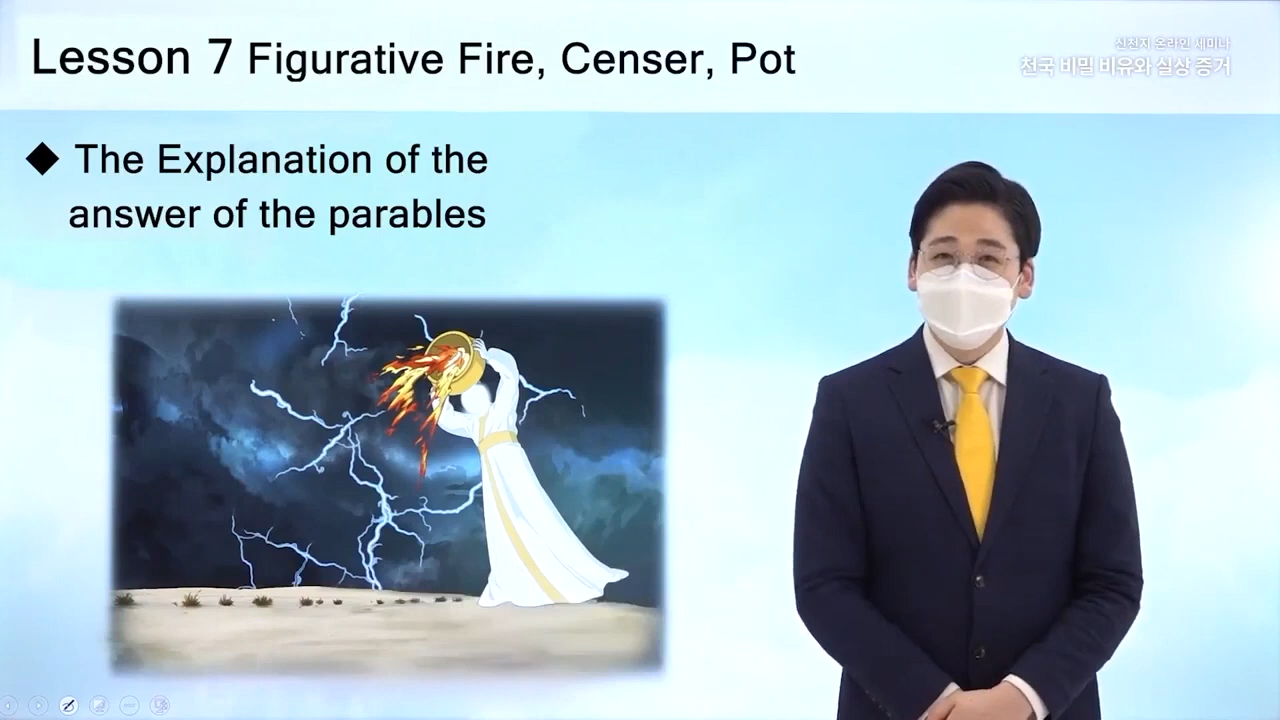 Lesson 7 Figurative Fire, Censer, Pot
신천지 온라인 세미나
천국 비밀 비유와 실상 증거
◆ The Explanation of the
answer of the parables